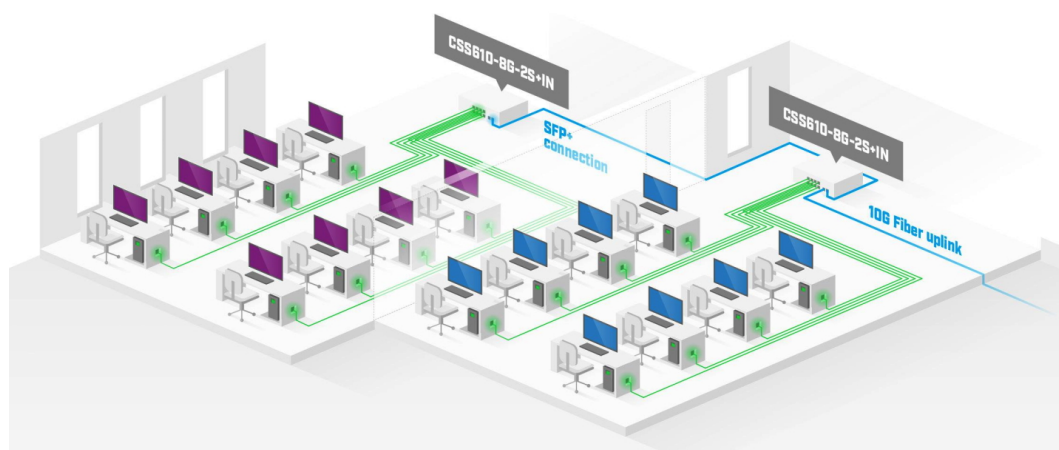 CSS610-8G-2S+IN
SFP+
connection
CSS610-8G-2S+IN
10G Fiber uplink